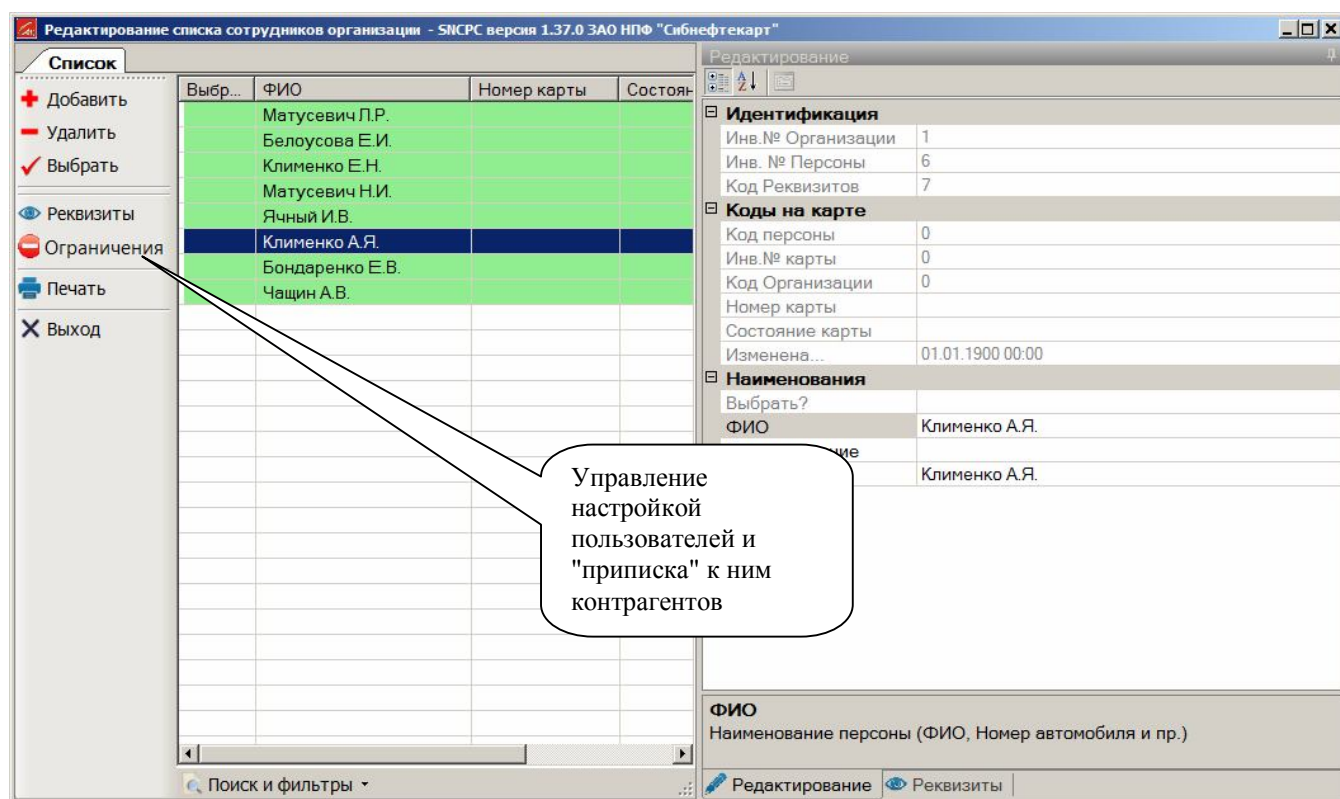 Редактирование списка сотрудников организации - SNCPC версия 1.37.0 ЗАО НПФ "Сибнефтекарт"
Список
Добавить
Удалить
Выбрать
Реквизиты
Ограничения
Печать
Выход
Выбр... ФИО Номер карты Состоян
Матусевич Л.Р.
Белоусова Е.И.
Клименко Е.Н.
Матусевич Н.И.
Ячный И.В.
Клименко А.Я.
Бондаренко Е.В.
Чащин А.В.
Поиск и фильтры
Управление
настройкой
пользователей и
"приписка" к ним
контрагентов
Редактирование
Идентификация
Инв.№ Организации 1
Инв. № Персоны 6
Код Реквизитов 7
Коды на карте
Код персоны 0
Инв.№ карты 0
Код Организации 0
Номер карты
Состояние карты
Изменена... 01.01.1900 00:00
Наименования
Выбрать?
ФИО Клименко А.Я.
ние
Клименко А.Я.
ФИО
Наименование персоны (ФИО, Номер автомобиля и пр.)
Редактирование Реквизиты